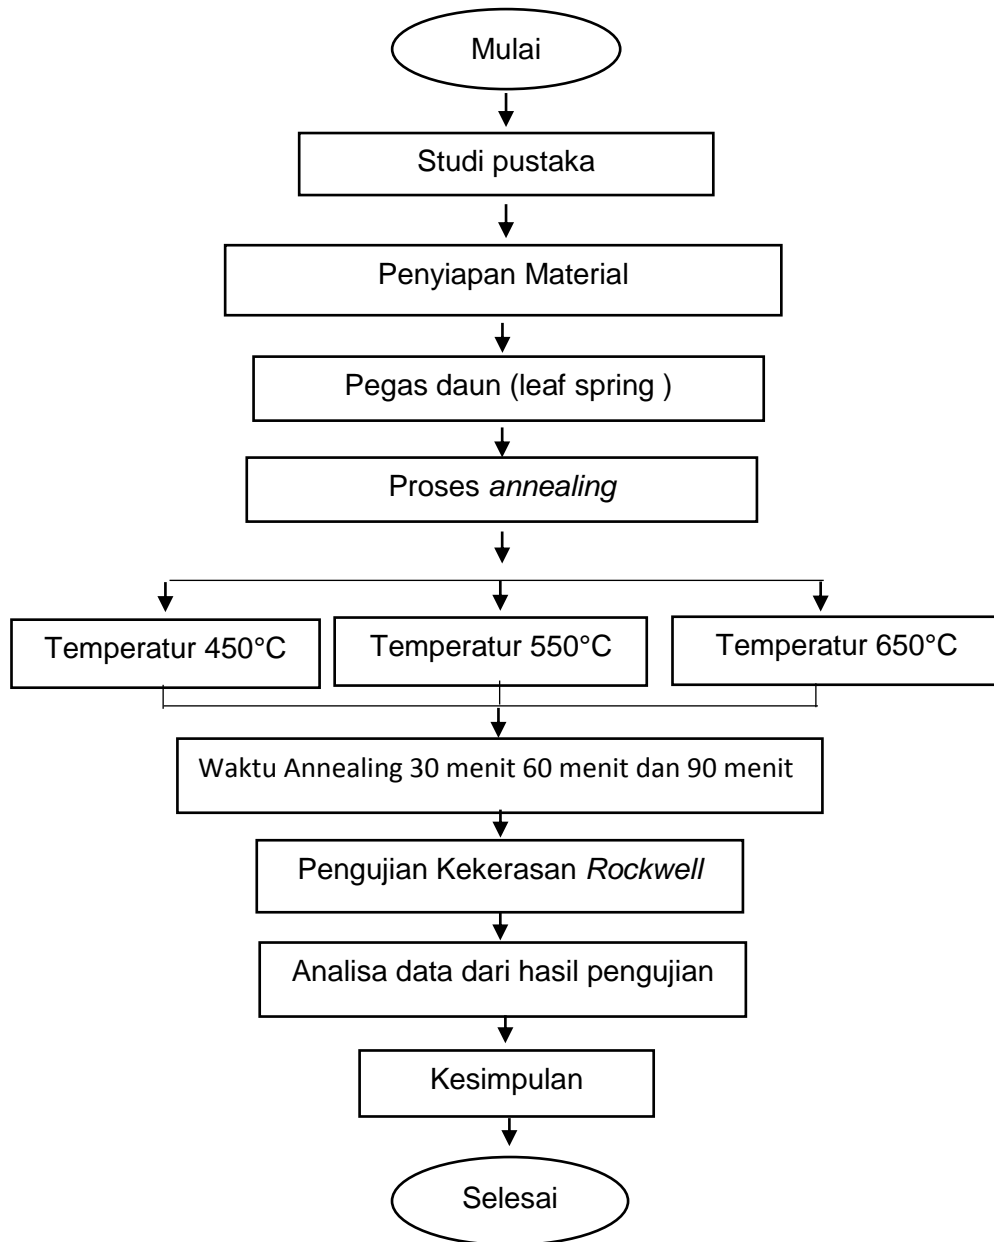 Mulai
Studi pustaka
Penyiapan Material
Pegas daun (leaf spring )
Proses annealing
Temperatur 450°C
Temperatur 550°C
Temperatur 650°C
Waktu Annealing 30 menit 60 menit dan 90 menit
Pengujian Kekerasan Rockwell
Analisa data dari hasil pengujian
Kesimpulan
Selesai